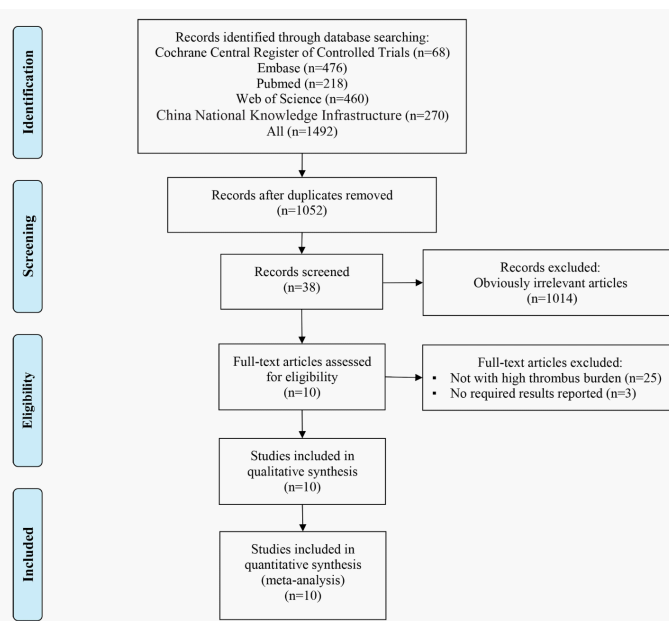 Identification
Records identified through database searching:
Cochrane Central Register of Controlled Trials (n=68)
Embase (n=476)
Pubmed (n=218)
Web of Science (n=460)
China National Knowledge Infrastructure (n=270)
All (n=1492)
Screening
Records after duplicates removed
(n=1052)
Records screened
(n=38)
Records excluded:
Obviously irrelevant articles
(n=1014)
Eligibility
Full-text articles assessed
for eligibility
(n=10)
Full-text articles excluded:
• Not with high thrombus burden (n=25)
• No required results reported (n=3)
Studies included in
qualitative synthesis
(n=10)
Included
Studies included in
quantitative synthesis
(meta-analysis)
(n=10)